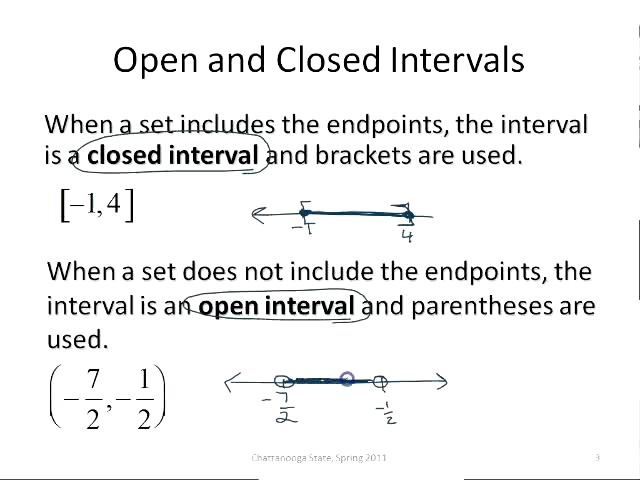 Open and Closed Intervals
When a set includes the endpoints, the interval
is a closed interval and brackets are used.
[−1, 4]
−1
4
When a set does not include the endpoints, the
interval is an open interval and parentheses are
used.
(−7/2, −1/2)
−7/2
−1/2
Chattanooga State, Spring 2011
3